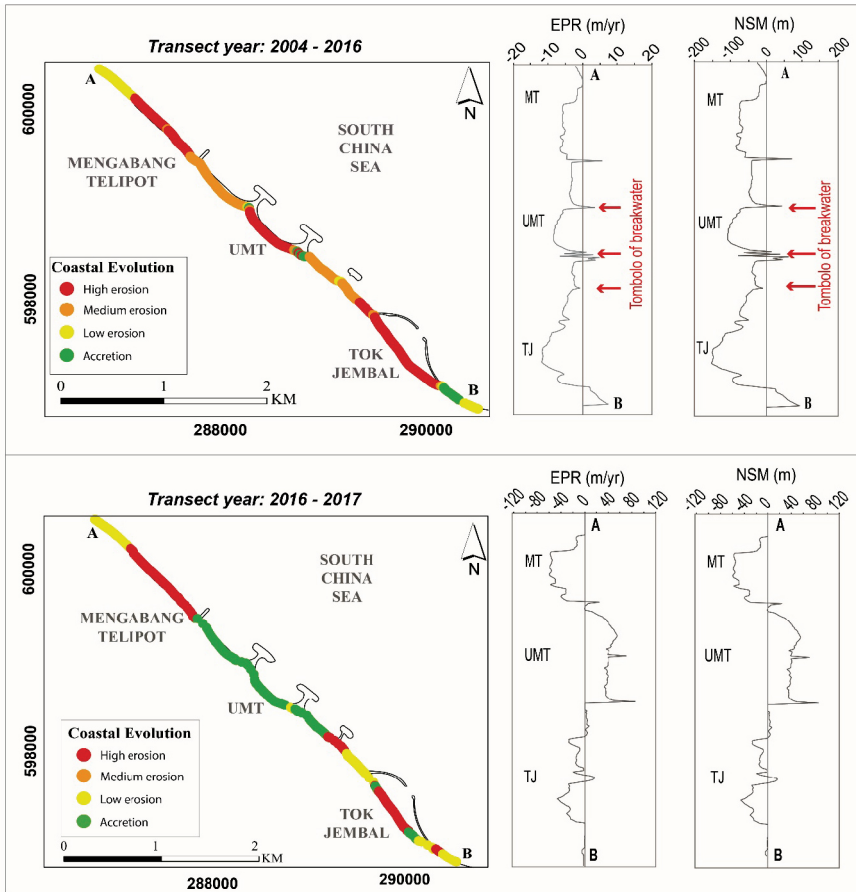 Transect year: 2004 - 2016
EPR (m/yr)
NSM (m)
-20
-10
0
10
20
-200
-100
0
100
200
A
600000
598000
288000
290000
N
SOUTH
CHINA
SEA
MENGABANG
TELIPOT
UMT
TOK
JEMBAL
B
Coastal Evolution
High erosion
Medium erosion
Low erosion
Accretion
0
1
2
KM
A
MT
UMT
TJ
B
Tombolo of breakwater
A
MT
UMT
TJ
B
Tombolo of breakwater
Transect year: 2016 - 2017
EPR (m/yr)
NSM (m)
-120
-80
-40
0
40
80
120
-120
-80
-40
0
40
80
120
A
600000
598000
288000
290000
N
SOUTH
CHINA
SEA
MENGABANG
TELIPOT
UMT
TOK
JEMBAL
B
Coastal Evolution
High erosion
Medium erosion
Low erosion
Accretion
0
1
2
KM
A
MT
UMT
TJ
B
A
MT
UMT
TJ
B